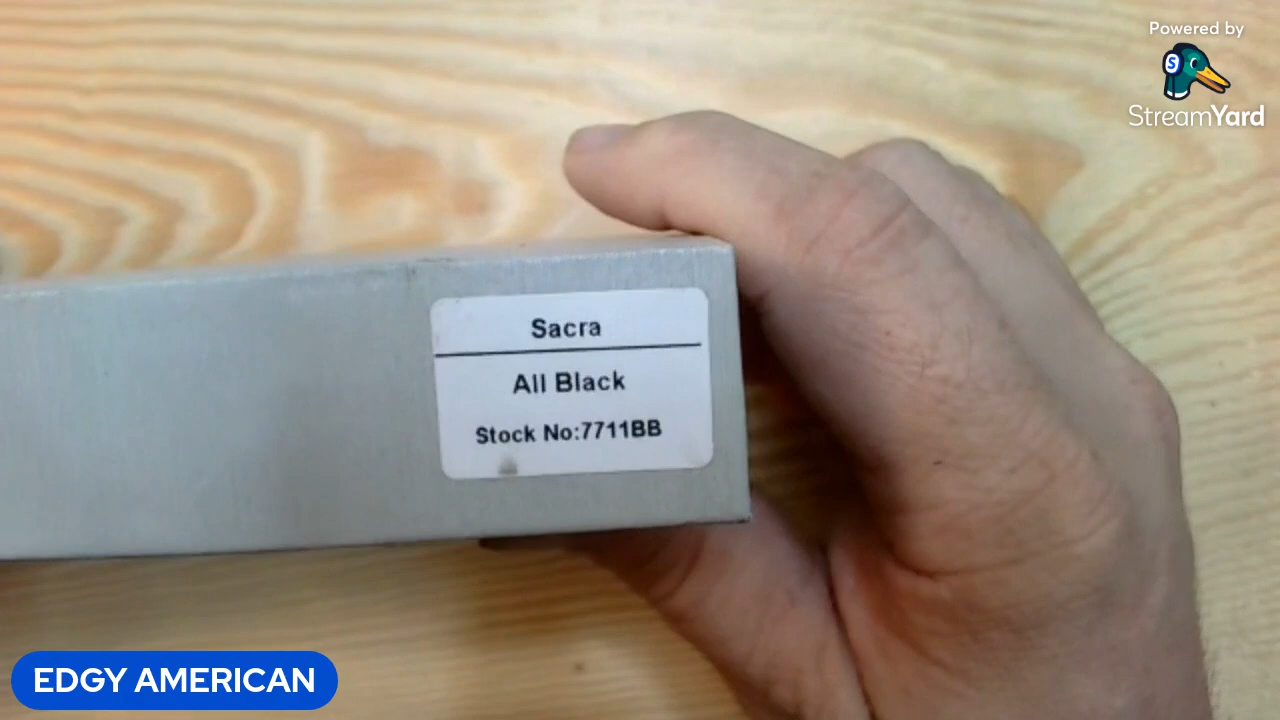 Powered by
S
StreamYard
Sacra
All Black
Stock No:7711BB
EDGY AMERICAN